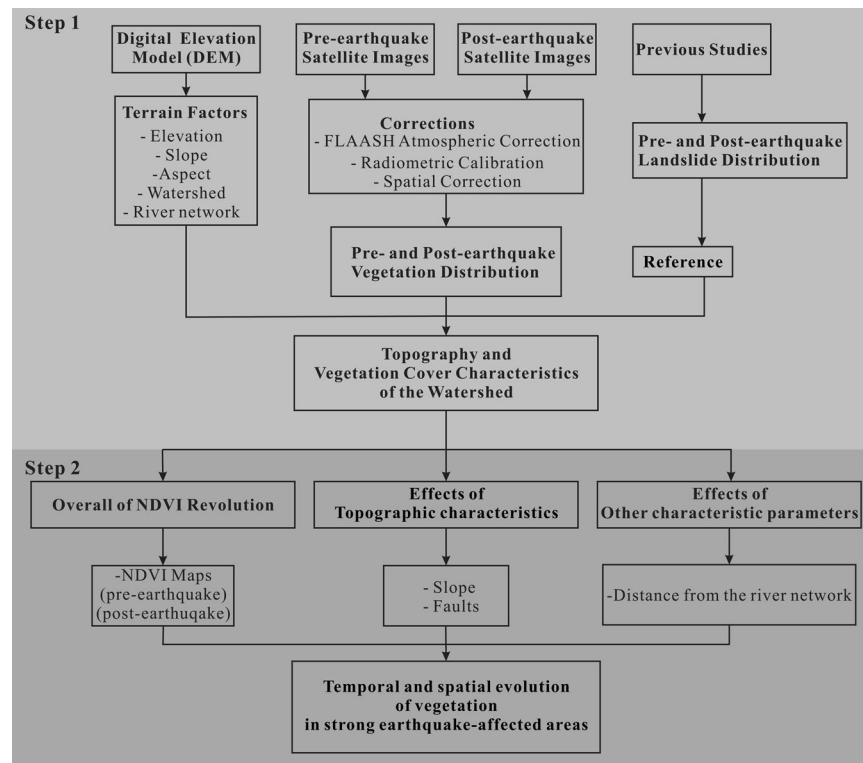 Step 1
Digital Elevation
Model (DEM)
Pre-earthquake
Satellite Images
Post-earthquake
Satellite Images
Previous Studies
Terrain Factors
- Elevation
- Slope
-Aspect
- Watershed
- River network
Corrections
- FLAASH Atmospheric Correction
- Radiometric Calibration
- Spatial Correction
Pre- and Post-earthquake
Landslide Distribution
Pre- and Post-earthquake
Vegetation Distribution
Reference
Topography and
Vegetation Cover Characteristics
of the Watershed
Step 2
Overall of NDVI Revolution
Effects of
Topographic characteristics
Effects of
Other characteristic parameters
-NDVI Maps
(pre-earthquake)
(post-earthuqake)
- Slope
- Faults
-Distance from the river network
Temporal and spatial evolution
of vegetation
in strong earthquake-affected areas